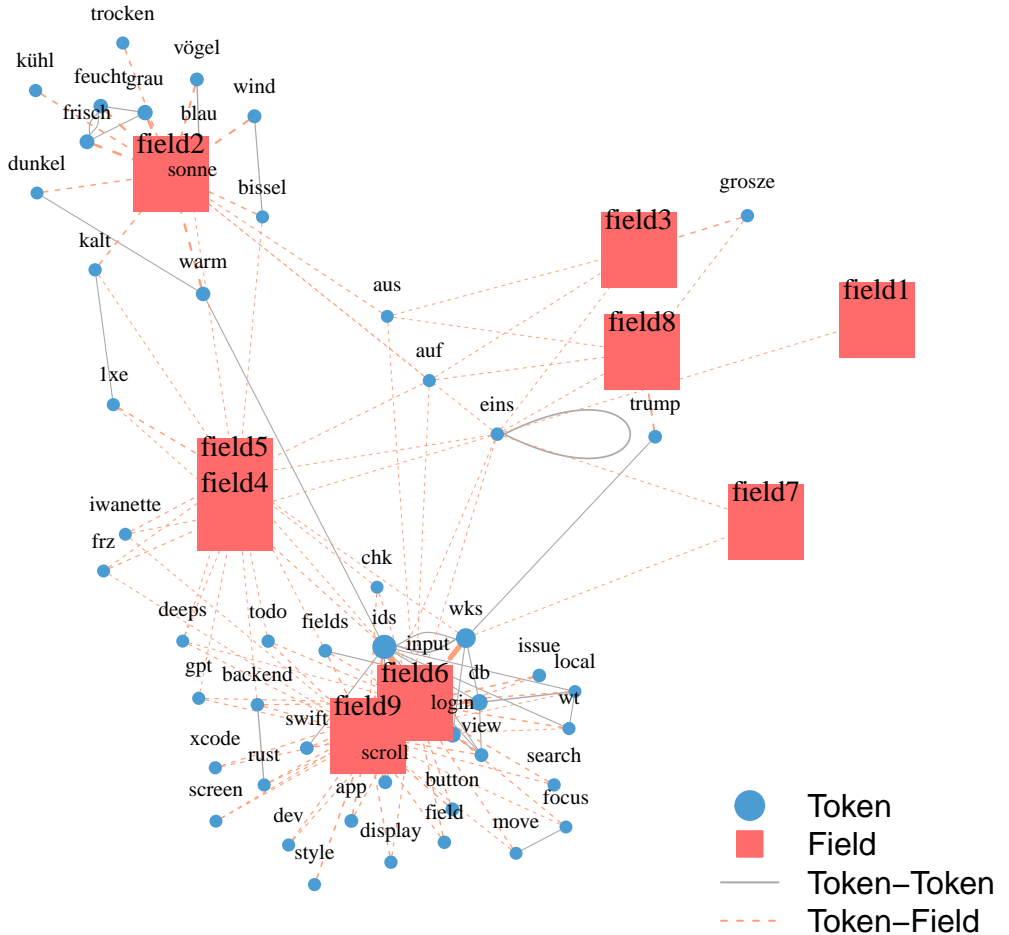 trocken
vögel
kühl
feucht
grau
wind
frisch
blau
field2
dunkel
sonne
bissel
grosze
kalt
field3
warm
aus
field1
field8
auf
1xe
eins
trump
field5
field4
field7
iwanette
frz
chk
deeps
todo
fields
ids
wks
input
issue
local
gpt
backend
field6
db
wt
swift
field9
login
view
xcode
rust
scroll
search
screen
app
button
focus
dev
display
field
move
style
Token
Field
Token–Token
Token–Field